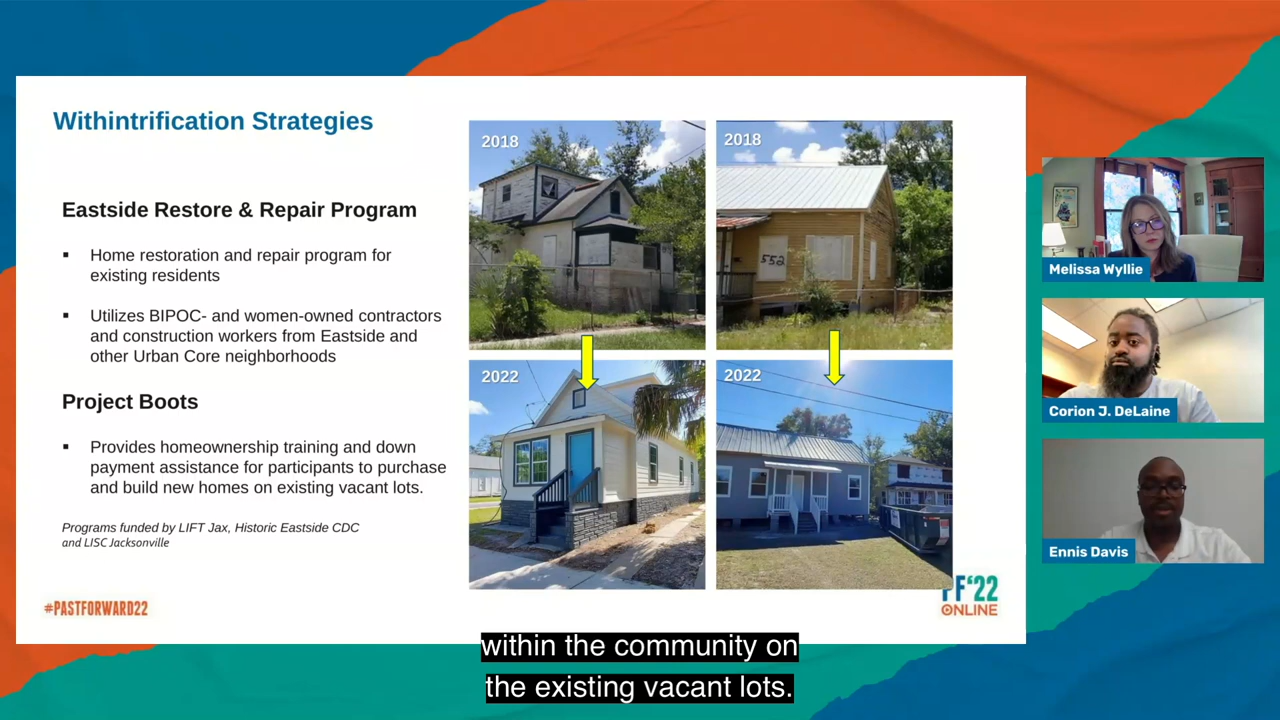 Withintrification Strategies
Eastside Restore & Repair Program
▪ Home restoration and repair program for
existing residents
▪ Utilizes BIPOC- and women-owned contractors
and construction workers from Eastside and
other Urban Core neighborhoods
Project Boots
▪ Provides homeownership training and down
payment assistance for participants to purchase
and build new homes on existing vacant lots.
Programs funded by LIFT Jax, Historic Eastside CDC
and LISC Jacksonville
#PASTFORWARD22
2018
2018
552
2022
2022
PF'22
ONLINE
Melissa Wyllie
Corion J. DeLaine
Ennis Davis
within the community on
the existing vacant lots.